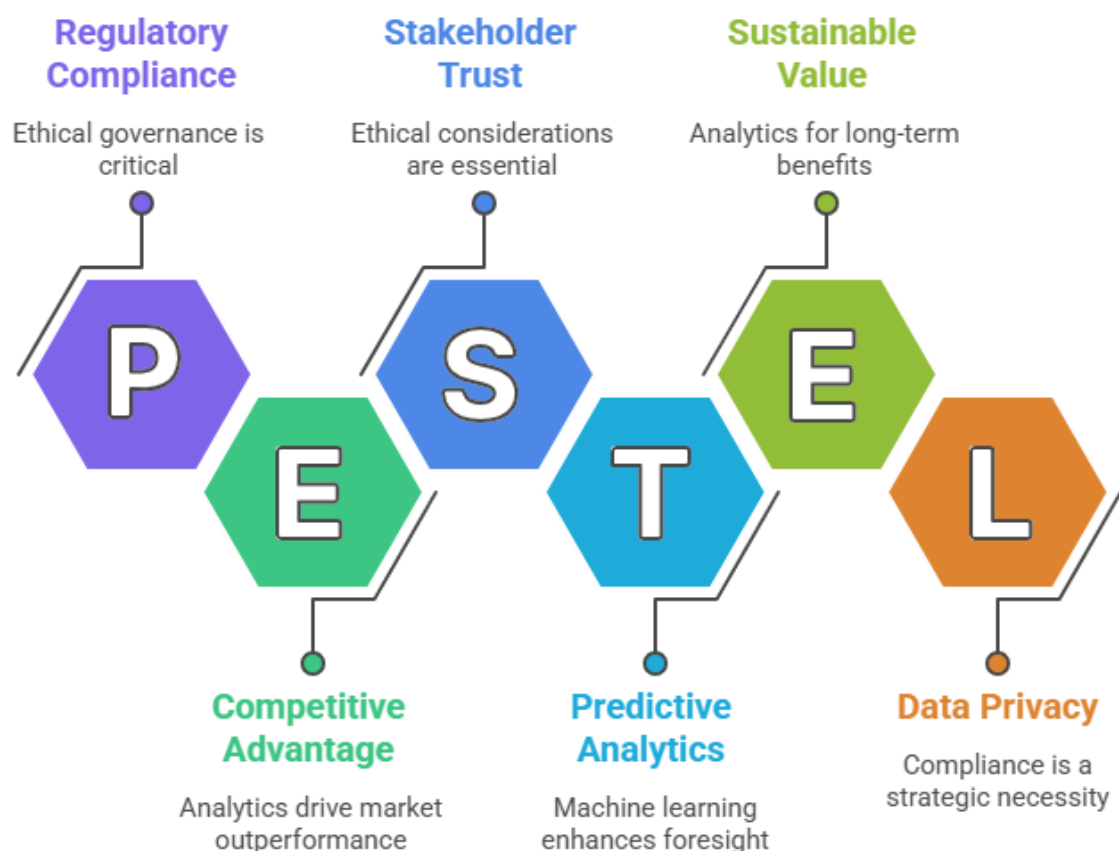 Regulatory
Compliance
Ethical governance is
critical
Stakeholder
Trust
Ethical considerations
are essential
Sustainable
Value
Analytics for long-term
benefits
P
E
S
T
E
L
Competitive
Advantage
Analytics drive market
outperformance
Predictive
Analytics
Machine learning
enhances foresight
Data Privacy
Compliance is a
strategic necessity